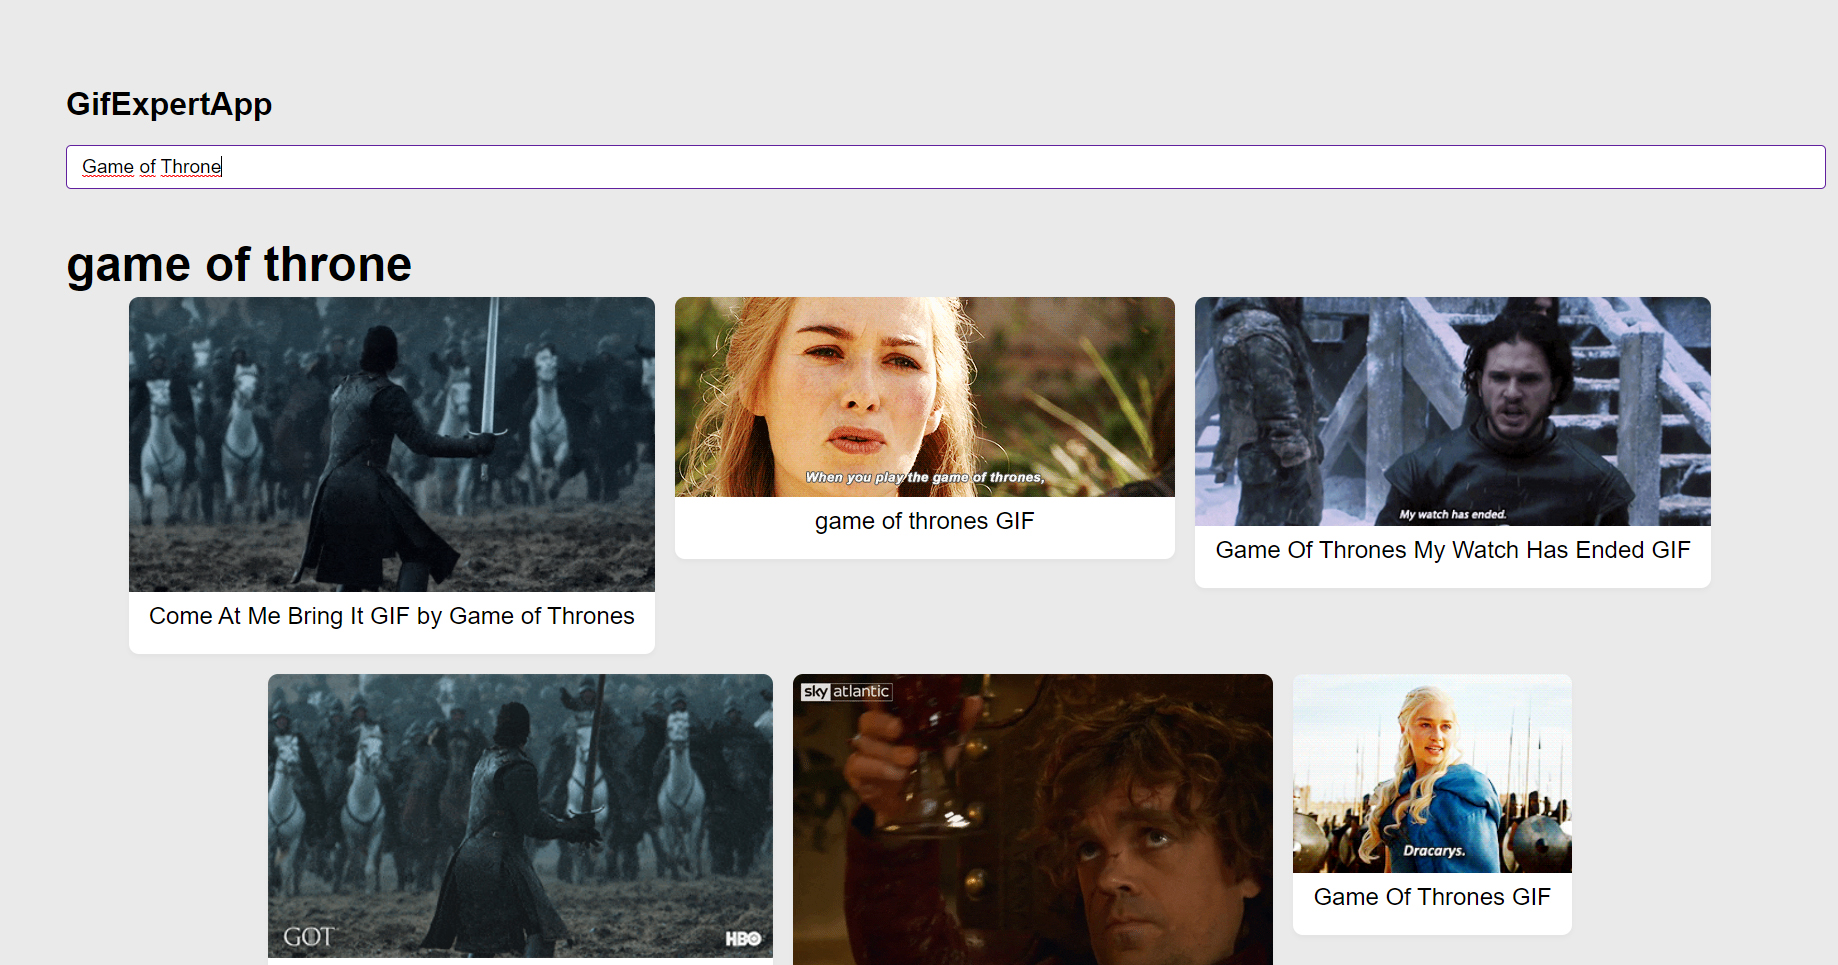 GifExpertApp
Game of Throne
game of throne
When you play the game of thrones,
My watch has ended.
game of thrones GIF
Game Of Thrones My Watch Has Ended GIF
Come At Me Bring It GIF by Game of Thrones
sky atlantic
Dracarys.
Game Of Thrones GIF
GOT
HBO